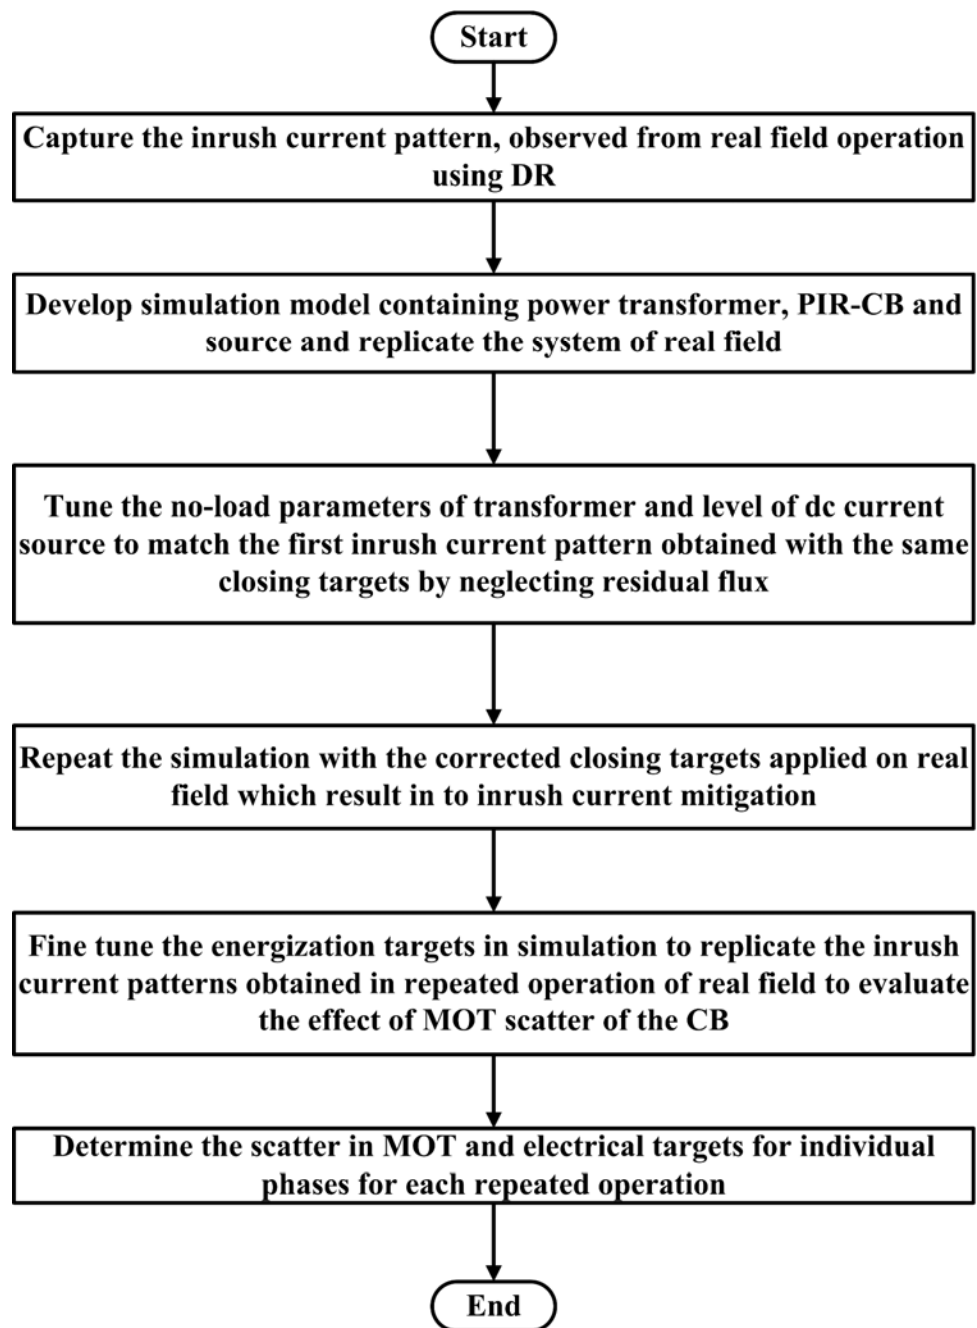 Start
Capture the inrush current pattern, observed from real field operation
using DR
Develop simulation model containing power transformer, PIR-CB and
source and replicate the system of real field
Tune the no-load parameters of transformer and level of dc current
source to match the first inrush current pattern obtained with the same
closing targets by neglecting residual flux
Repeat the simulation with the corrected closing targets applied on real
field which result in to inrush current mitigation
Fine tune the energization targets in simulation to replicate the inrush
current patterns obtained in repeated operation of real field to evaluate
the effect of MOT scatter of the CB
Determine the scatter in MOT and electrical targets for individual
phases for each repeated operation
End